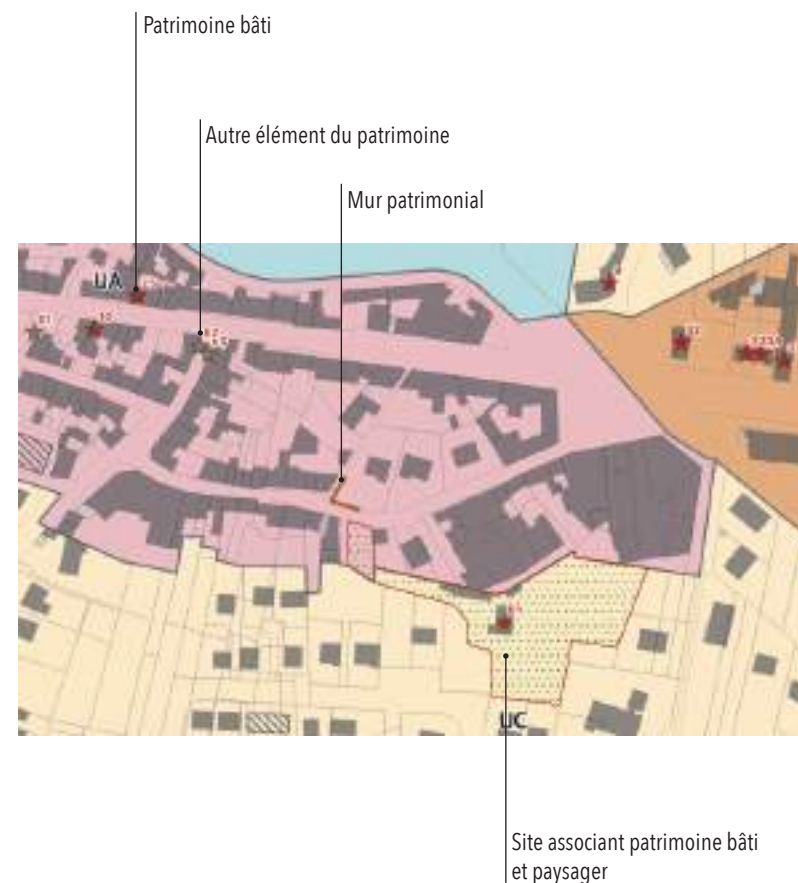 Patrimoine bâti
Autre élément du patrimoine
Mur patrimonial
UA
UC
Site associant patrimoine bâti
et paysager